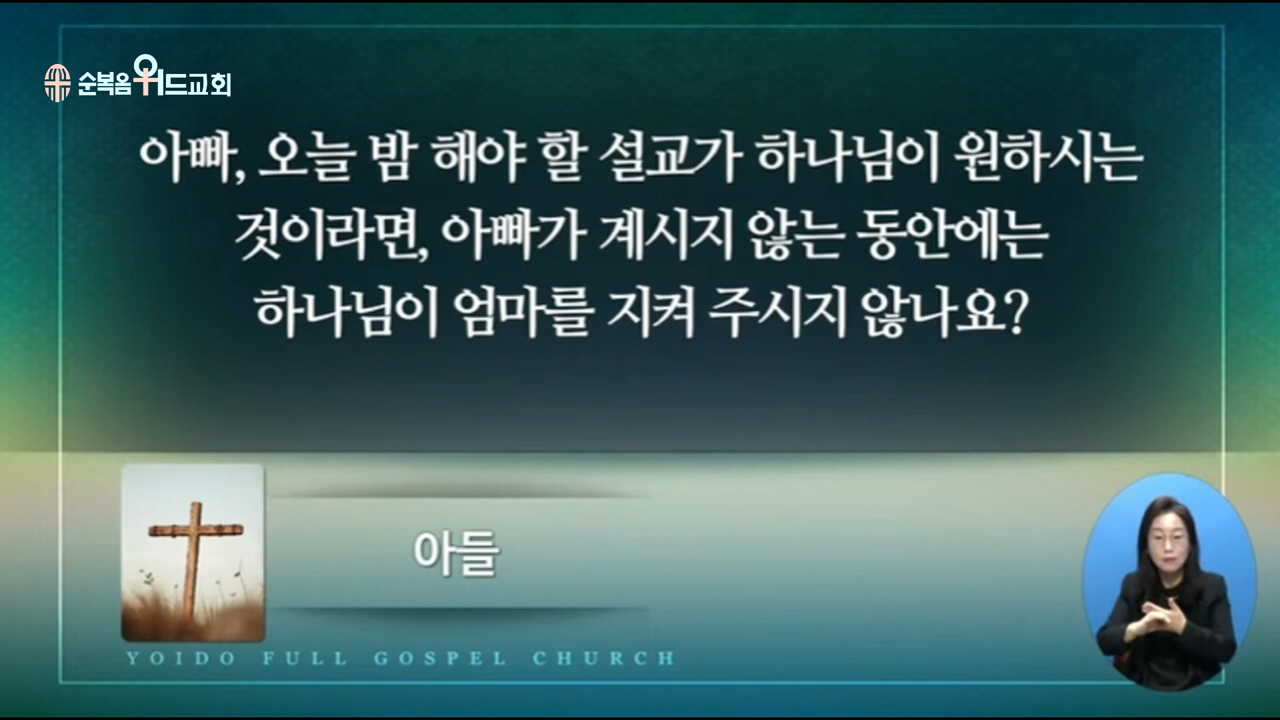 순복음위드교회
아빠, 오늘 밤 해야 할 설교가 하나님이 원하시는
것이라면, 아빠가 계시지 않는 동안에는
하나님이 엄마를 지켜 주시지 않나요?
아들
YOIDO FULL GOSPEL CHURCH